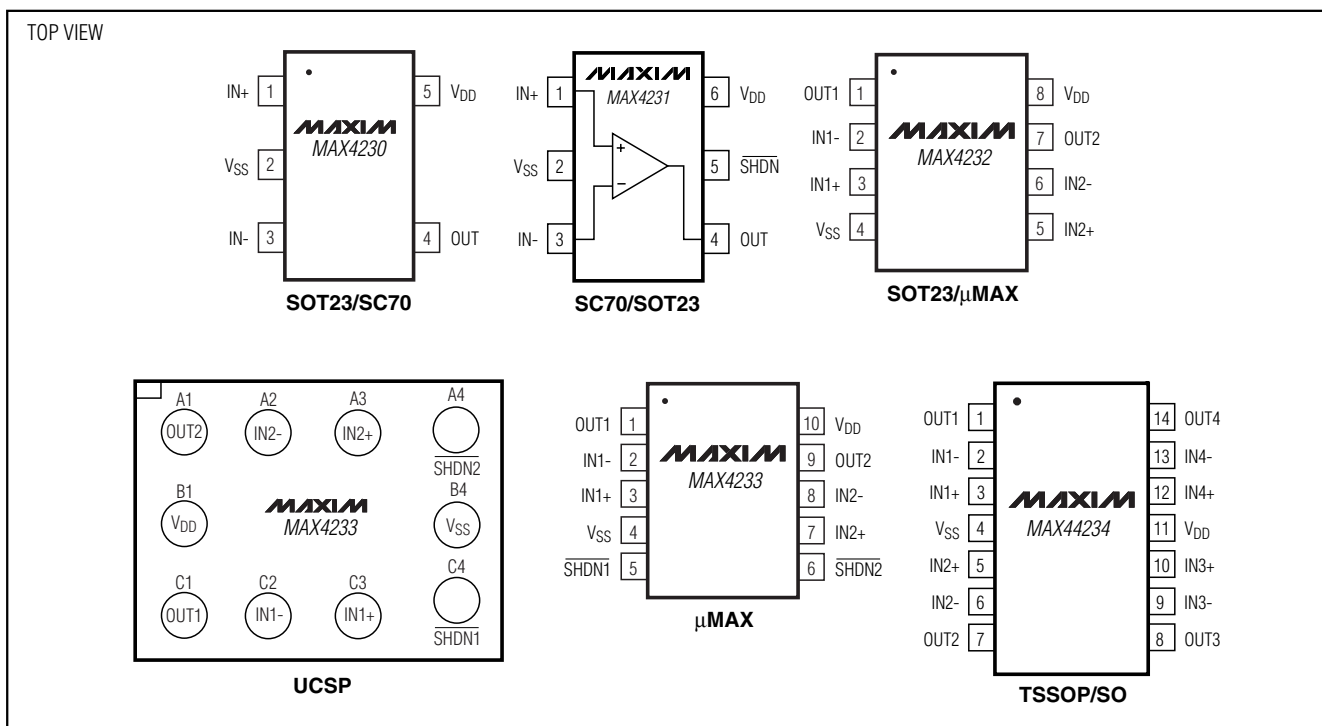 TOP VIEW
IN+ 1
5 VDD
MAXIM
MAX4230
VSS 2
IN- 3
4 OUT
SOT23/SC70
MAXIM
MAX4231
IN+ 1
6 VDD
+
VSS 2
5 SHDN
−
IN- 3
4 OUT
SC70/SOT23
OUT1 1
8 VDD
IN1- 2
7 OUT2
MAXIM
MAX4232
IN1+ 3
6 IN2-
VSS 4
5 IN2+
SOT23/µMAX
A1 A2 A3 A4
OUT2 IN2- IN2+
SHDN2
B1 B4
VDD VSS
MAXIM
MAX4233
C1 C2 C3 C4
OUT1 IN1- IN1+
SHDN1
UCSP
OUT1 1
10 VDD
IN1- 2
9 OUT2
MAXIM
MAX4233
IN1+ 3
8 IN2-
VSS 4
7 IN2+
SHDN1 5
6 SHDN2
µMAX
OUT1 1
14 OUT4
IN1- 2
13 IN4-
IN1+ 3
12 IN4+
MAXIM
MAX44234
VSS 4
11 VDD
IN2+ 5
10 IN3+
IN2- 6
9 IN3-
OUT2 7
8 OUT3
TSSOP/SO